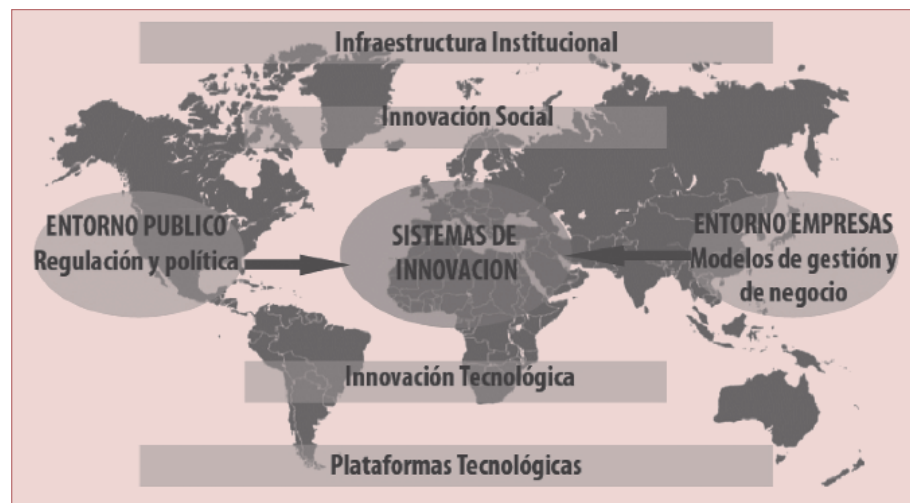 Infraestructura Institucional
Innovación Social
ENTORNO PUBLICO
Regulación y política
SISTEMAS DE
INNOVACION
ENTORNO EMPRESAS
Modelos de gestión y
de negocio
Innovación Tecnológica
Plataformas Tecnológicas